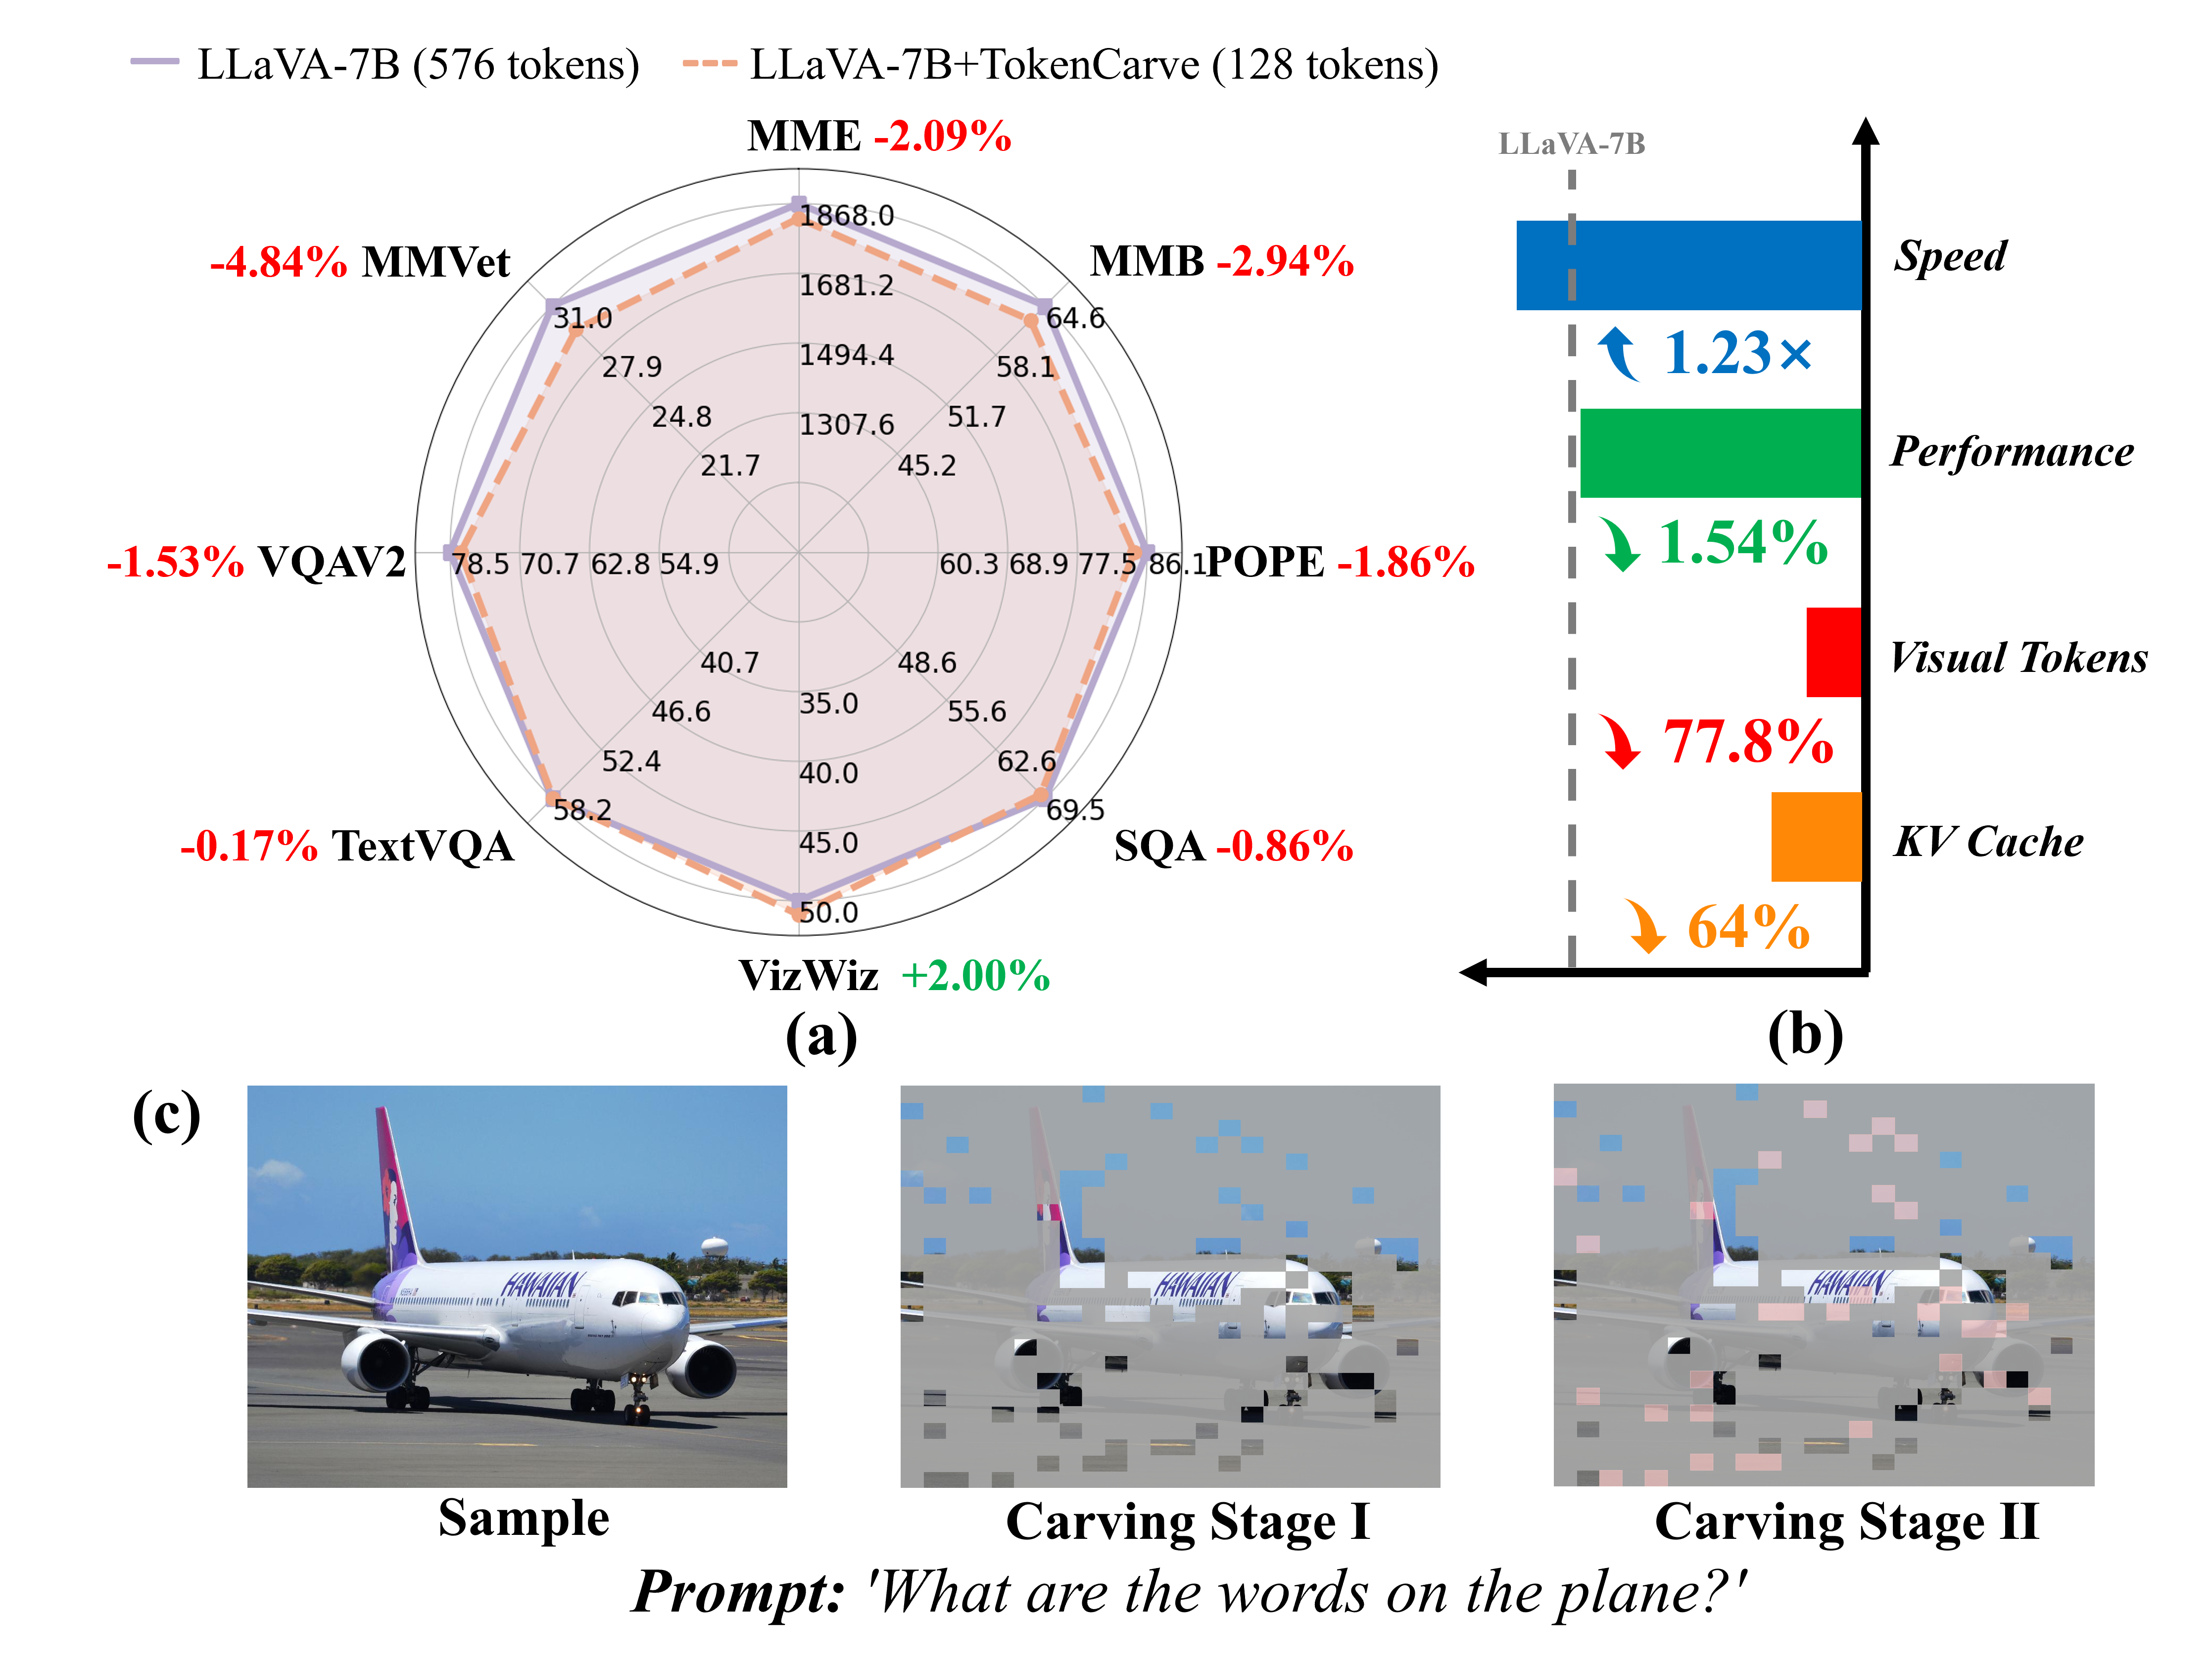 LLaVA-7B (576 tokens) LLaVA-7B+TokenCarve (128 tokens)
MME -2.09%
MMB -2.94%
POPE -1.86%
SQA -0.86%
VizWiz +2.00%
-0.17% TextVQA
-1.53% VQAV2
-4.84% MMVet
1868.0
1681.2
1494.4
1307.6
64.6
58.1
51.7
45.2
60.3 68.9 77.5 86.1
48.6
55.6
62.6
69.5
35.0
40.0
45.0
50.0
40.7
46.6
52.4
58.2
78.5 70.7 62.8 54.9
31.0
27.9
24.8
21.7
(a)
LLaVA-7B
Speed
1.23×
Performance
1.54%
Visual Tokens
77.8%
KV Cache
64%
(b)
(c)
HAWAIIAN
HAWAIIAN
HAWAIIAN
Sample
Carving Stage I
Carving Stage II
Prompt: 'What are the words on the plane?'